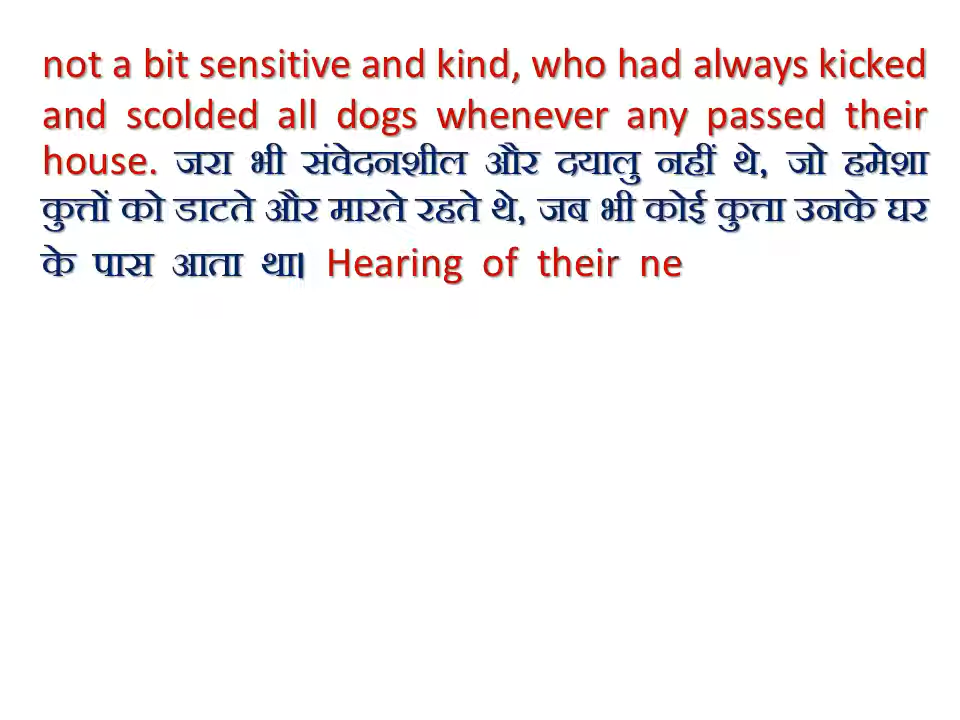 not a bit sensitive and kind, who had always kicked
and scolded all dogs whenever any passed their
house. जरा भी संवेदनशील और दयालु नहीं थे, जो हमेशा
कुत्तों को डाटते और मारते रहते थे, जब भी कोई कुत्ता उनके घर
के पास आता था। Hearing of their ne